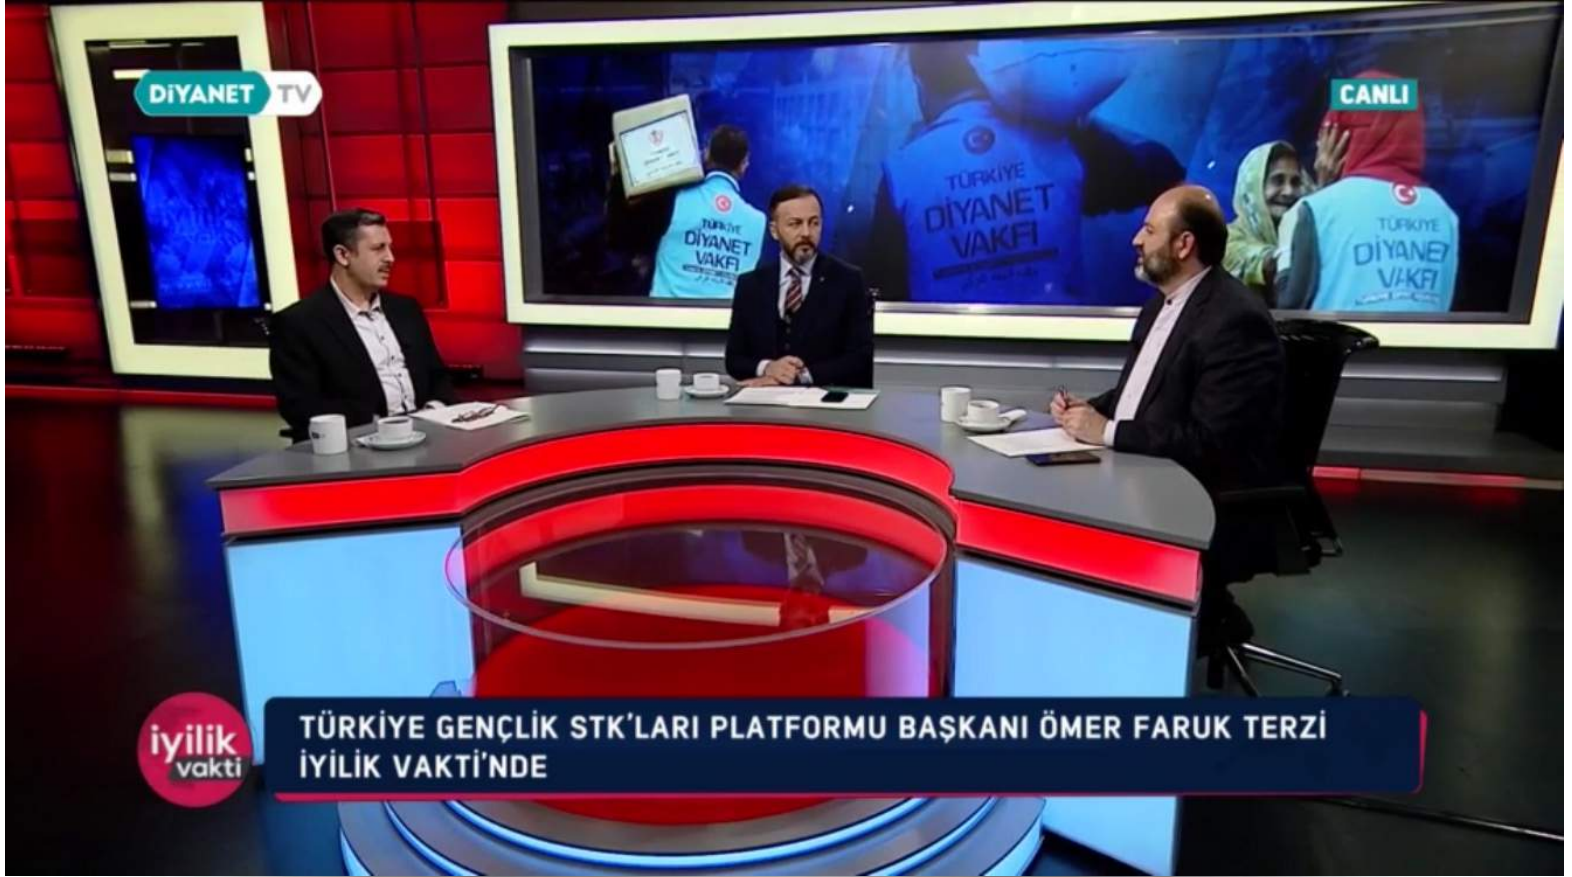 DİYANET TV
CANLI
TÜRKİYE
DİYANET
VAKFI
TÜRKİYE
DİYANET
VAKFI
TÜRKİYE
DİYANET
VAKFI
iyilik
vakti
TÜRKİYE GENÇLİK STK'LARI PLATFORMU BAŞKANI ÖMER FARUK TERZİ
İYİLİK VAKTİ'NDE